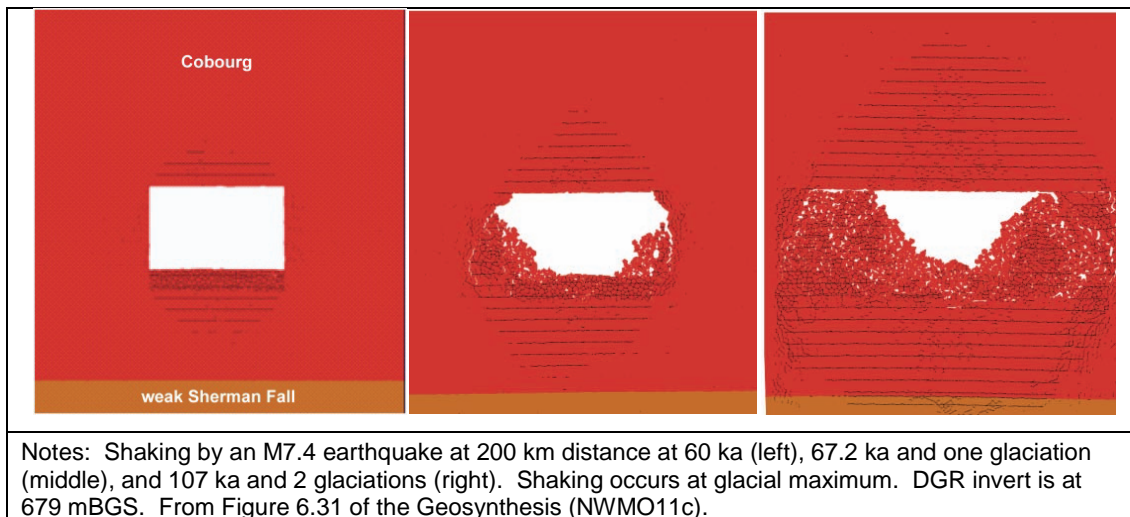 Cobourg
weak Sherman Fall
Notes: Shaking by an M7.4 earthquake at 200 km distance at 60 ka (left), 67.2 ka and one glaciation
(middle), and 107 ka and 2 glaciations (right). Shaking occurs at glacial maximum. DGR invert is at
679 mBGS. From Figure 6.31 of the Geosynthesis (NWMO11c).